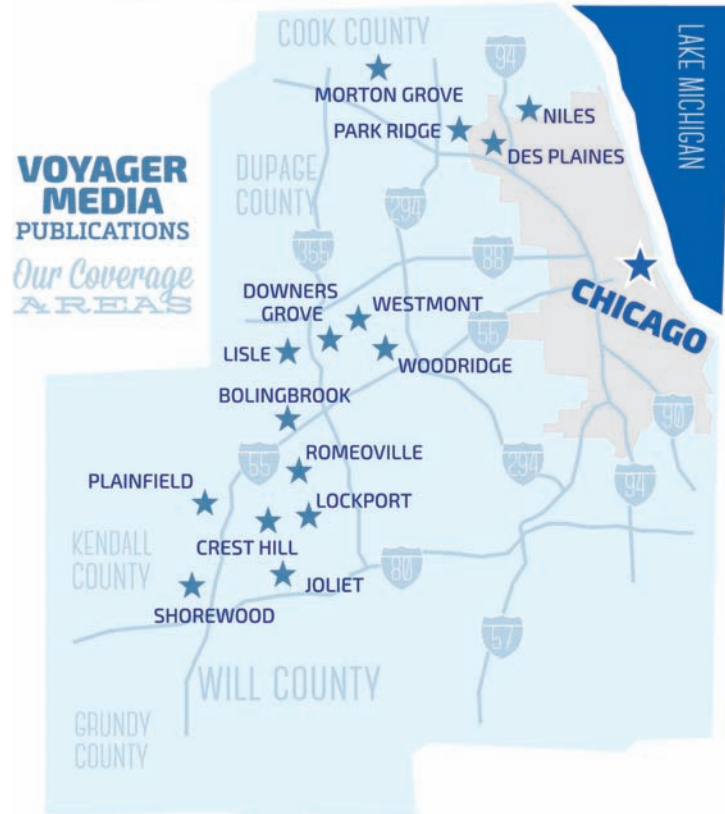 COOK COUNTY
94
LAKE MICHIGAN
MORTON GROVE
NILES
PARK RIDGE
DES PLAINES
VOYAGER
MEDIA
PUBLICATIONS
Our Coverage
AREAS
DUPAGE
COUNTY
294
355
88
DOWNERS
GROVE
WESTMONT
CHICAGO
55
LISLE
WOODRIDGE
BOLINGBROOK
90
55
ROMEOVILLE
294
94
PLAINFIELD
LOCKPORT
CREST HILL
KENDALL
COUNTY
80
JOLIET
SHOREWOOD
57
WILL COUNTY
GRUNDY
COUNTY